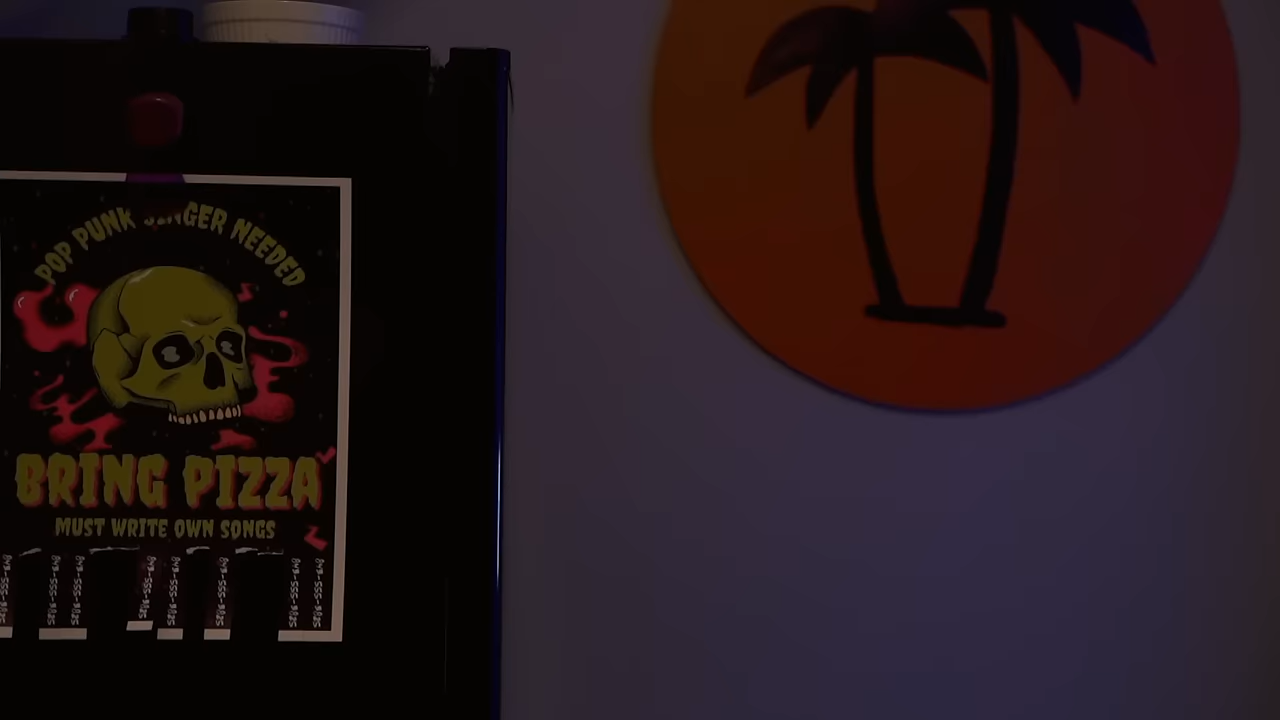 POP PUNK SINGER NEEDED
BRING PIZZA
MUST WRITE OWN SONGS